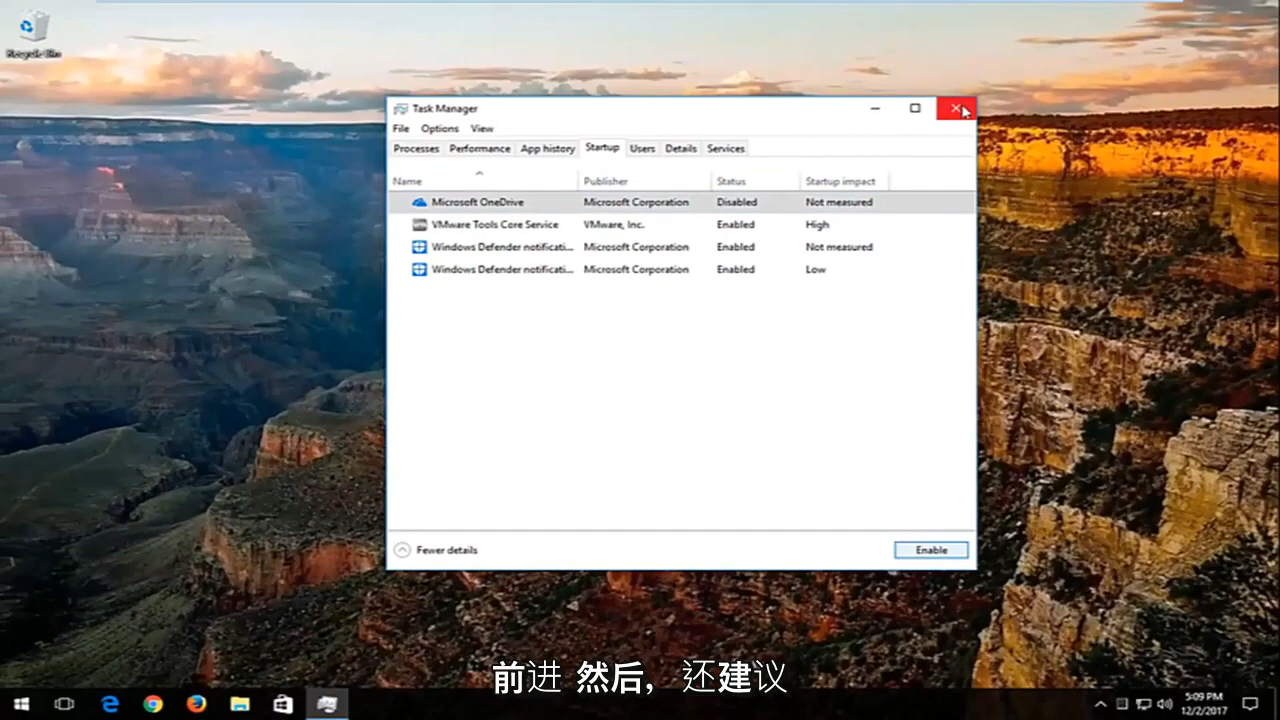 Recycle Bin
Task Manager
File Options View
Processes Performance App history Startup Users Details Services
Name Publisher Status Startup impact
Microsoft OneDrive Microsoft Corporation Disabled Not measured
VMware Tools Core Service VMware, Inc. Enabled High
Windows Defender notificati... Microsoft Corporation Enabled Not measured
Windows Defender notificati... Microsoft Corporation Enabled Low
Fewer details Enable
前进 然后，还建议
5:09 PM
12/2/2017